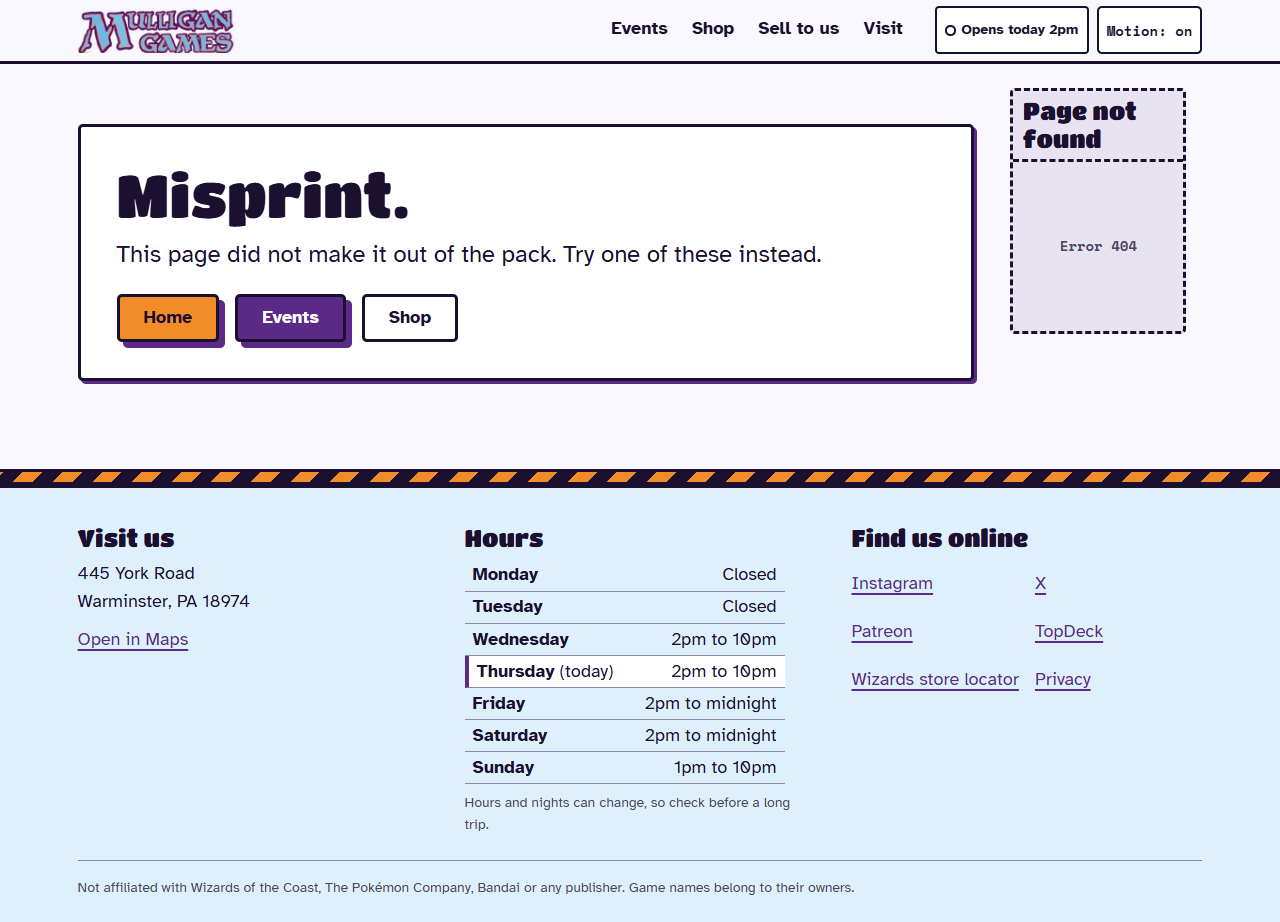 MULLIGAN
GAMES
Events Shop Sell to us Visit Opens today 2pm Motion: on
Page not
found
Error 404
Misprint.
This page did not make it out of the pack. Try one of these instead.
Home Events Shop
Visit us
445 York Road
Warminster, PA 18974
Open in Maps
Hours
Monday Closed
Tuesday Closed
Wednesday 2pm to 10pm
Thursday (today) 2pm to 10pm
Friday 2pm to midnight
Saturday 2pm to midnight
Sunday 1pm to 10pm
Hours and nights can change, so check before a long
trip.
Find us online
Instagram X
Patreon TopDeck
Wizards store locator Privacy
Not affiliated with Wizards of the Coast, The Pokémon Company, Bandai or any publisher. Game names belong to their owners.